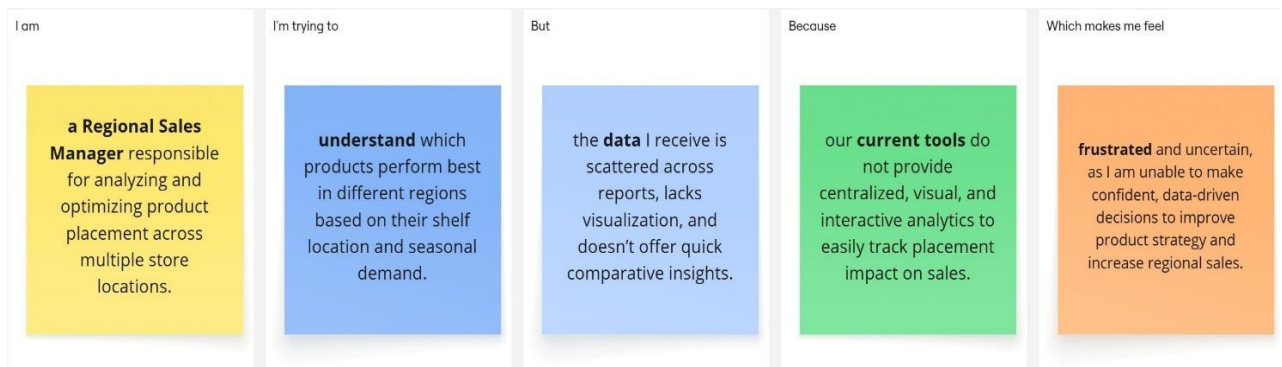 I am
a Regional Sales
Manager responsible
for analyzing and
optimizing product
placement across
multiple store
locations.
I'm trying to
understand which
products perform best
in different regions
based on their shelf
location and seasonal
demand.
But
the data I receive is
scattered across
reports, lacks
visualization, and
doesn’t offer quick
comparative insights.
Because
our current tools do
not provide
centralized, visual, and
interactive analytics to
easily track placement
impact on sales.
Which makes me feel
frustrated and uncertain,
as I am unable to make
confident, data-driven
decisions to improve
product strategy and
increase regional sales.